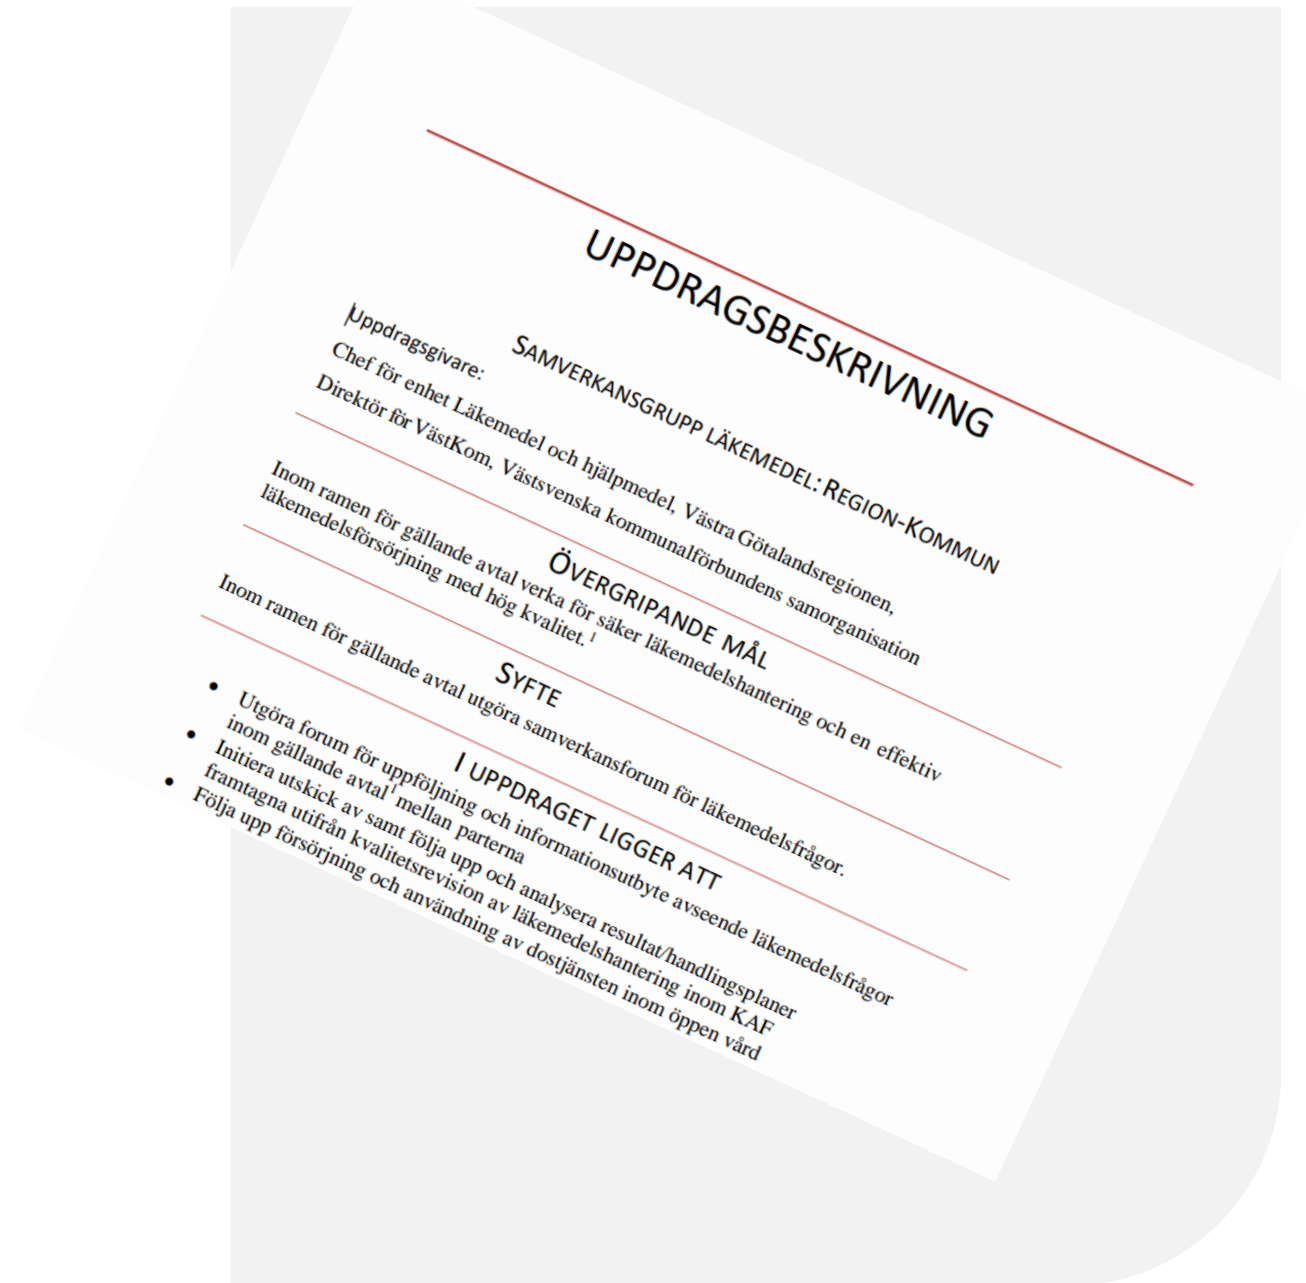 UPPDRAGSBESKRIVNING
SAMVERKANSGRUPP LÄKEMEDEL: REGION-KOMMUN
Uppdragsgivare:
Chef för enhet Läkemedel och hjälpmedel, Västra Götalandsregionen,
Direktör för VästKom, Västsvenska kommunalförbundens samorganisation
ÖVERGRIPANDE MÅL
Inom ramen för gällande avtal verka för säker läkemedelshantering och en effektiv
läkemedelsförsörjning med hög kvalitet. 1
SYFTE
Inom ramen för gällande avtal utgöra samverkansforum för läkemedelsfrågor.
I UPPDRAGET LIGGER ATT
• Utgöra forum för uppföljning och informationsutbyte avseende läkemedelsfrågor
inom gällande avtal1 mellan parterna
• Initiera utskick av samt följa upp och analysera resultat/handlingsplaner
framtagna utifrån kvalitetsrevision av läkemedelshantering inom KAF
• Följa upp försörjning och användning av dostjänsten inom öppen vård